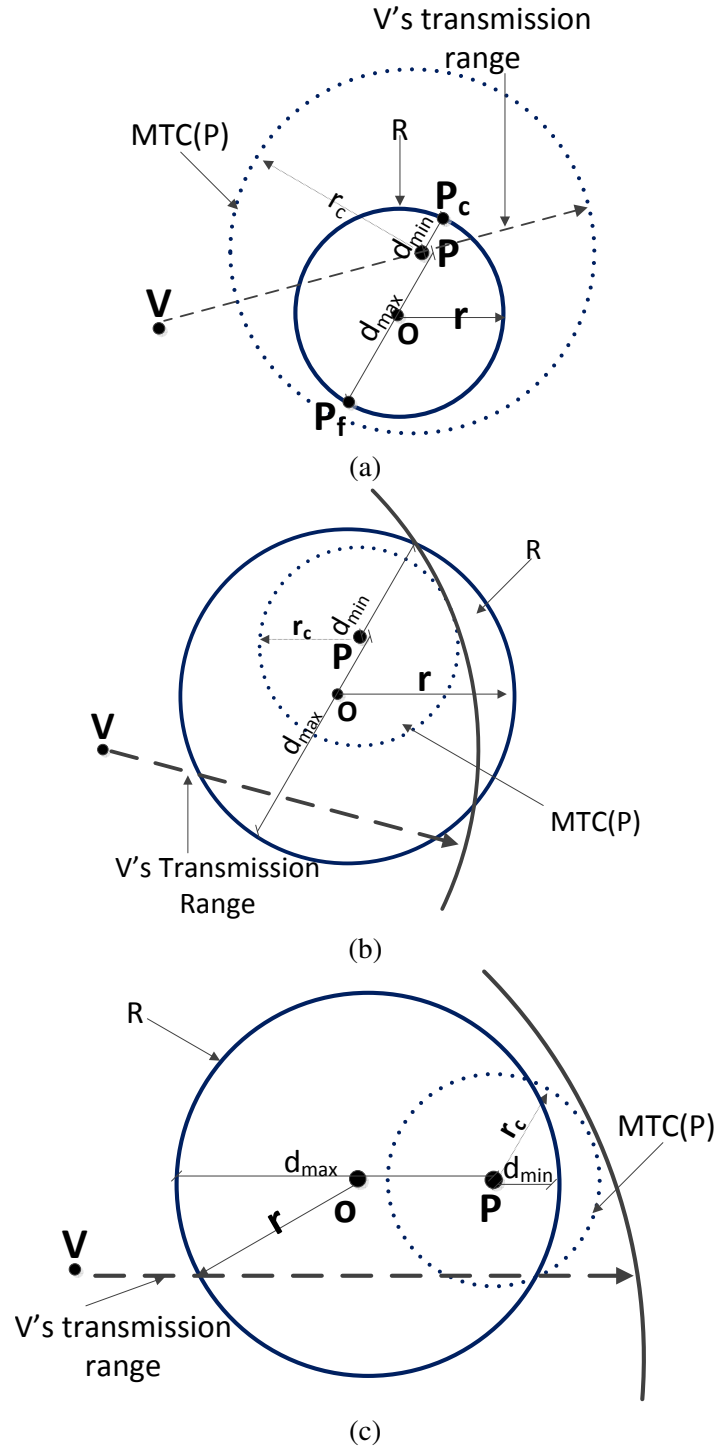 V's transmission
range
MTC(P)
R
r_c
P_c
d_min
P
V
d_max
o
r
P_f
(a)
R
d_min
r_c
P
r
o
V
d_max
MTC(P)
V's Transmission
Range
(b)
R
r_c
MTC(P)
d_max
d_min
o
P
r
V
V's transmission
range
(c)